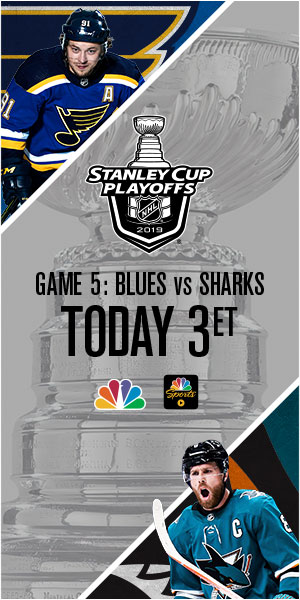 91
A
STANLEY CUP
PLAYOFFS
NHL
2019
GAME 5: BLUES vs SHARKS
TODAY 3ET
Sports
C